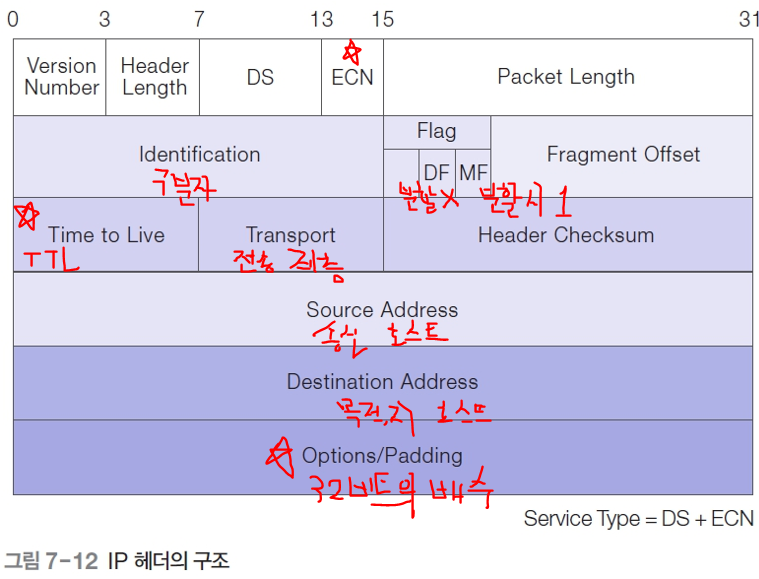 0 3 7 13 15 31
Version Number Header Length DS ECN Packet Length
Flag
Identification DF MF Fragment Offset
구분자 분할X 분할시 1
Time to Live Transport Header Checksum
TTL 전송 계층
Source Address
송신 호스트
Destination Address
목적지 호스트
Options/Padding
32비트의 배수
Service Type = DS + ECN
그림 7-12 IP 헤더의 구조